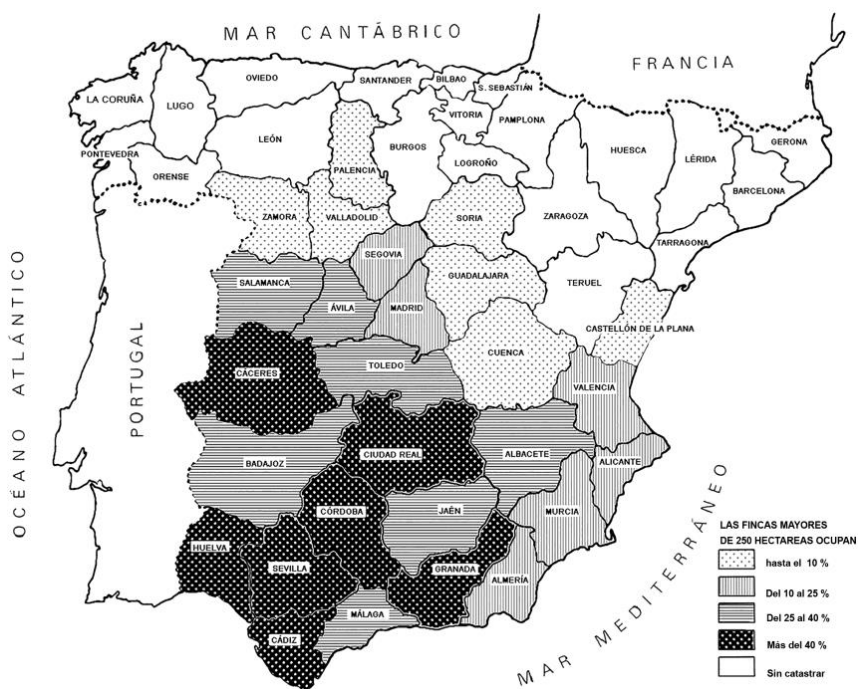 MAR CANTÁBRICO
FRANCIA
OCÉANO ATLÁNTICO
PORTUGAL
MAR MEDITERRÁNEO
LA CORUÑA
LUGO
OVIEDO
SANTANDER
BILBAO
S. SEBASTIÁN
VITORIA
PAMPLONA
PONTEVEDRA
ORENSE
LEÓN
PALENCIA
BURGOS
LOGROÑO
HUESCA
LÉRIDA
GERONA
BARCELONA
TARRAGONA
ZAMORA
VALLADOLID
SORIA
ZARAGOZA
SEGOVIA
SALAMANCA
ÁVILA
MADRID
GUADALAJARA
TERUEL
CASTELLÓN DE LA PLANA
CÁCERES
TOLEDO
CUENCA
VALENCIA
BADAJOZ
CIUDAD REAL
ALBACETE
ALICANTE
CÓRDOBA
JAÉN
MURCIA
HUELVA
SEVILLA
GRANADA
ALMERÍA
MÁLAGA
CÁDIZ
LAS FINCAS MAYORES
DE 250 HECTAREAS OCUPAN
hasta el 10 %
Del 10 al 25 %
Del 25 al 40 %
Más del 40 %
Sin catastrar